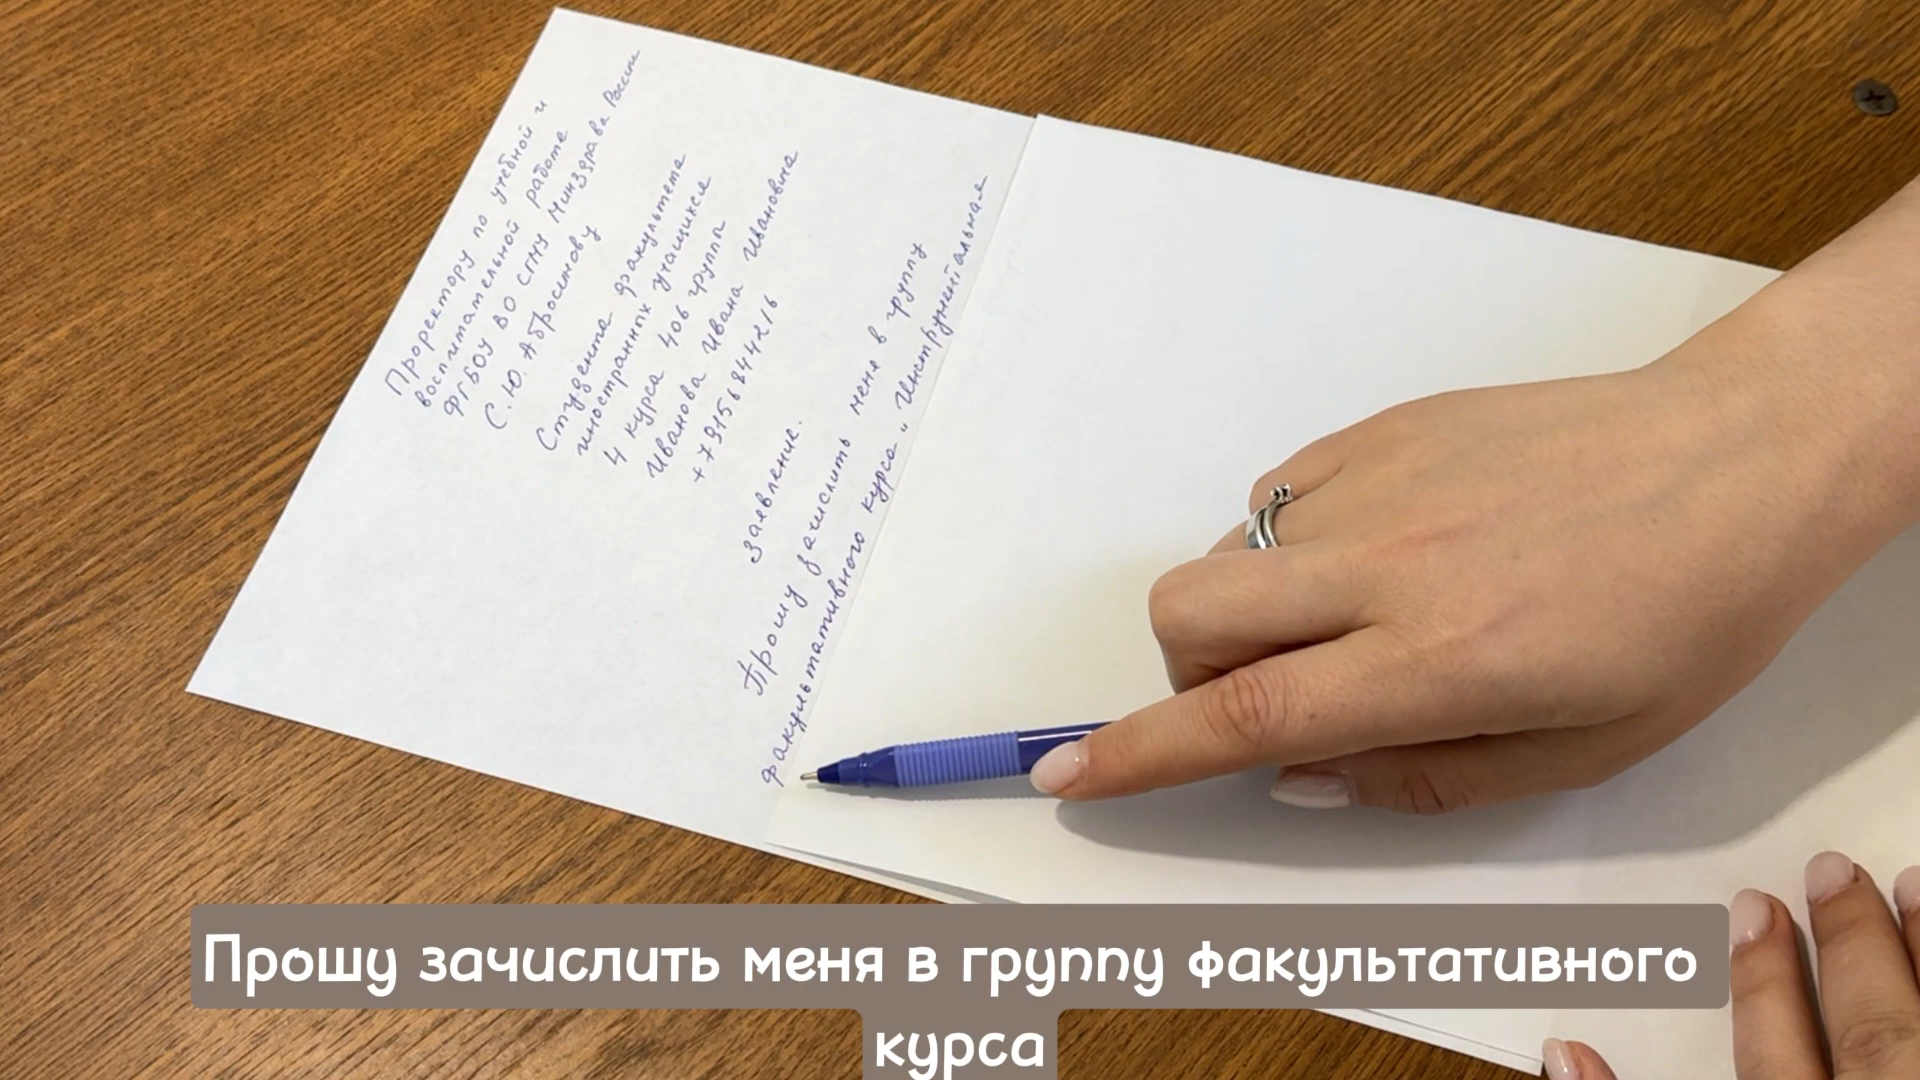 Проректору по учебной и
воспитательной работе
ФГБОУ ВО СГМУ Минздрава России
С.Ю. Абросимову
Студента факультета
иностранных учащихся
4 курса 406 группы
Иванова Ивана Ивановича
+79156844216
заявление.
Прошу зачислить меня в группу
факультативного курса „Инструментальная
Прошу зачислить меня в группу факультативного
курса